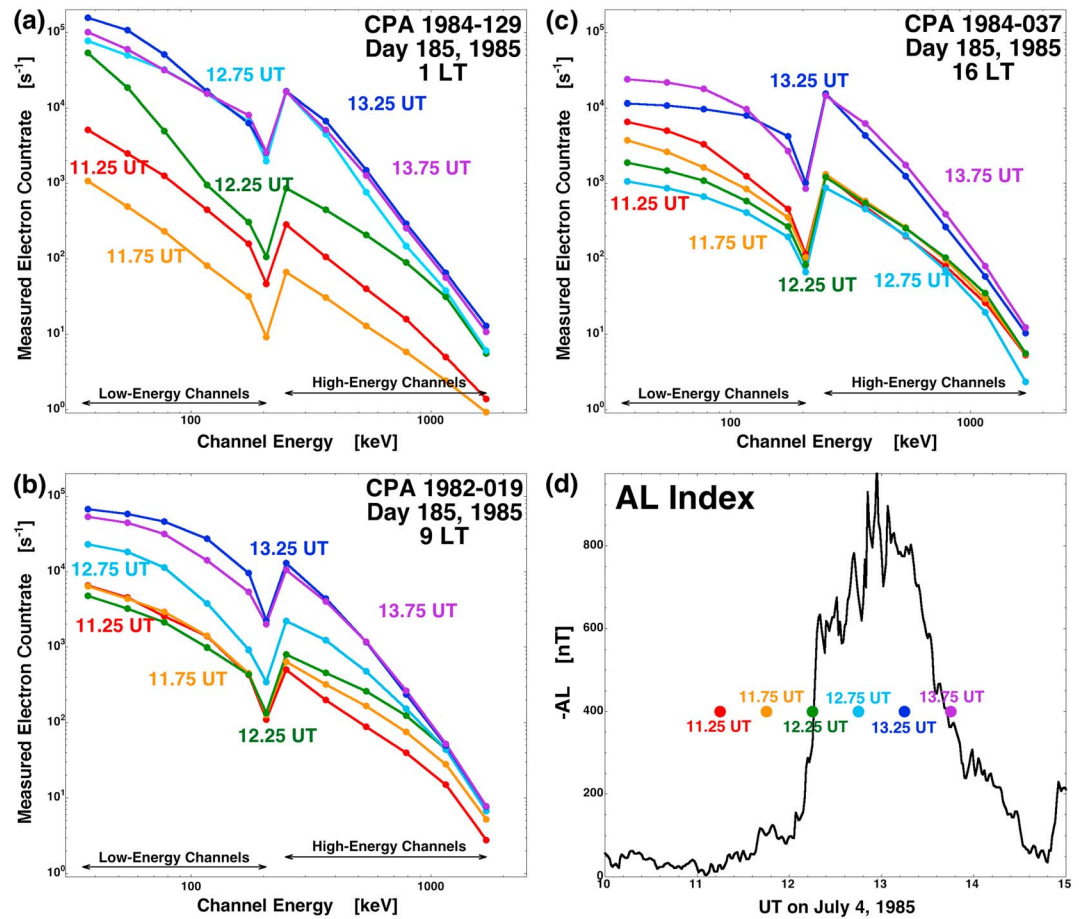 (a)
CPA 1984-129
Day 185, 1985
1 LT
Measured Electron Countrate [s⁻¹]
10⁵
10⁴
10³
10²
10¹
10⁰
12.75 UT
13.25 UT
13.75 UT
11.25 UT
12.25 UT
11.75 UT
Low-Energy Channels
High-Energy Channels
100
1000
Channel Energy [keV]
(c)
CPA 1984-037
Day 185, 1985
16 LT
Measured Electron Countrate [s⁻¹]
10⁵
10⁴
10³
10²
10¹
10⁰
13.25 UT
13.75 UT
11.25 UT
11.75 UT
12.25 UT
12.75 UT
Low-Energy Channels
High-Energy Channels
100
1000
Channel Energy [keV]
(b)
CPA 1982-019
Day 185, 1985
9 LT
Measured Electron Countrate [s⁻¹]
10⁵
10⁴
10³
10²
10¹
10⁰
13.25 UT
12.75 UT
13.75 UT
11.25 UT
11.75 UT
12.25 UT
Low-Energy Channels
High-Energy Channels
100
1000
Channel Energy [keV]
(d)
AL Index
-AL [nT]
800
600
400
200
0
11.75 UT
12.75 UT
13.75 UT
11.25 UT
12.25 UT
13.25 UT
10
11
12
13
14
15
UT on July 4, 1985